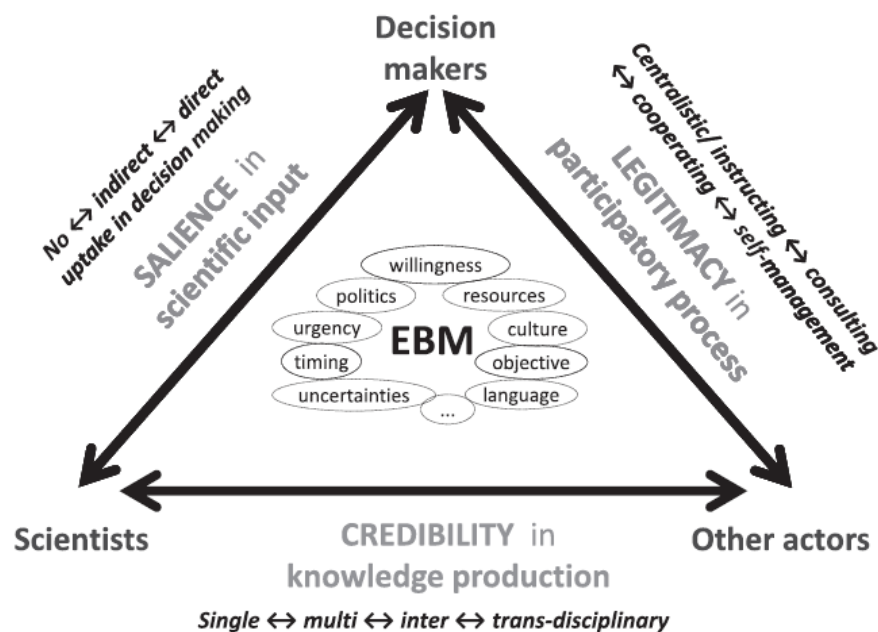 Decision
makers
No ↔ indirect ↔ direct
uptake in decision making
SALIENCE in
scientific input
Centralistic/ instructing ↔ consulting
↔ cooperating ↔ self-management
LEGITIMACY in
participatory process
willingness
politics resources
urgency EBM culture
timing objective
uncertainties language
...
Scientists Other actors
CREDIBILITY in
knowledge production
Single ↔ multi ↔ inter ↔ trans-disciplinary